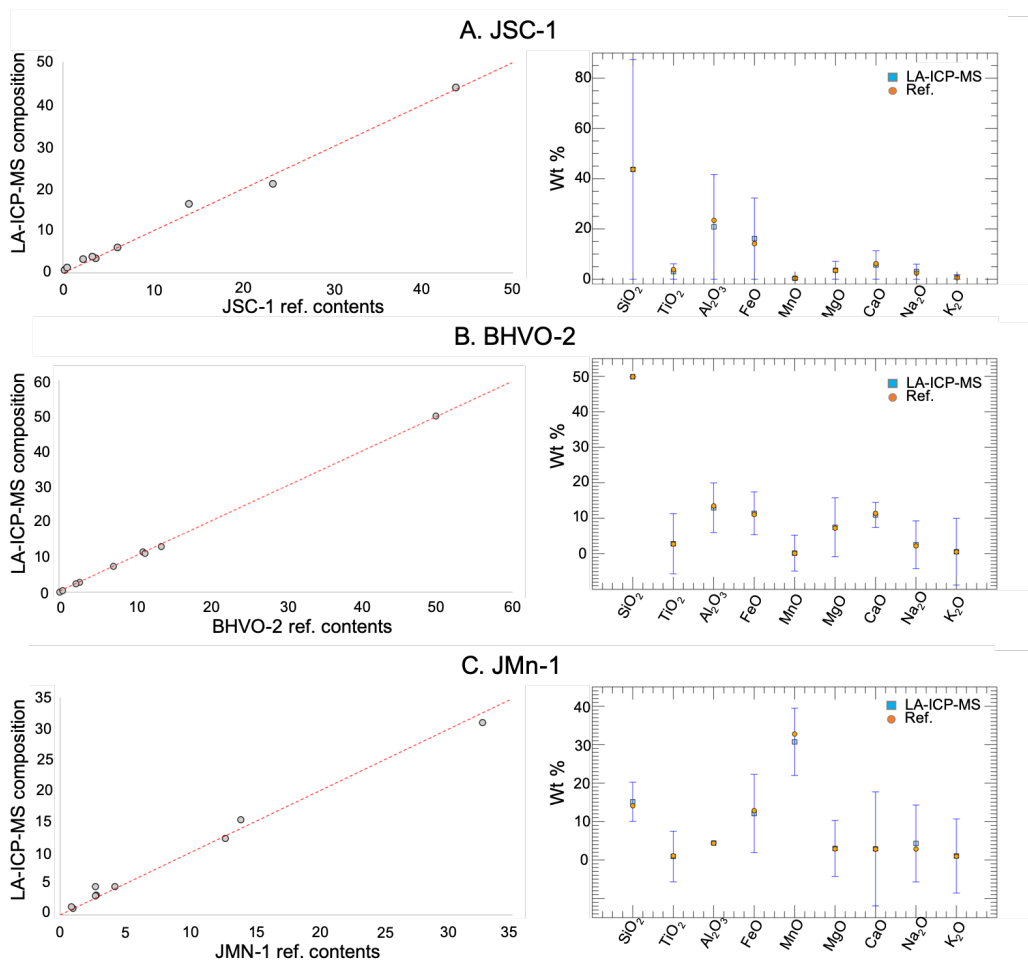 A. JSC-1
LA-ICP-MS composition
50
40
30
20
10
0
0
10
20
30
40
50
JSC-1 ref. contents
Wt %
80
60
40
20
0
LA-ICP-MS
Ref.
SiO₂
TiO₂
Al₂O₃
FeO
MnO
MgO
CaO
Na₂O
K₂O
B. BHVO-2
LA-ICP-MS composition
60
50
40
30
20
10
0
0
10
20
30
40
50
60
BHVO-2 ref. contents
Wt %
50
40
30
20
10
0
LA-ICP-MS
Ref.
SiO₂
TiO₂
Al₂O₃
FeO
MnO
MgO
CaO
Na₂O
K₂O
C. JMn-1
LA-ICP-MS composition
35
30
25
20
15
10
5
0
0
5
10
15
20
25
30
35
JMN-1 ref. contents
Wt %
40
30
20
10
0
LA-ICP-MS
Ref.
SiO₂
TiO₂
Al₂O₃
FeO
MnO
MgO
CaO
Na₂O
K₂O